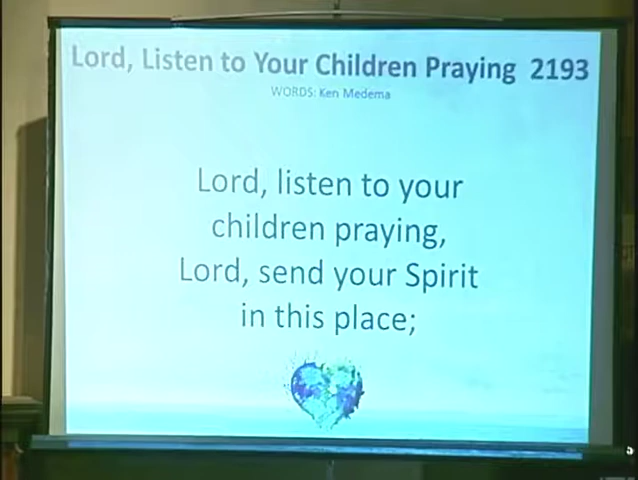 Lord, Listen to Your Children Praying 2193
WORDS: Ken Medema
Lord, listen to your
children praying,
Lord, send your Spirit
in this place;